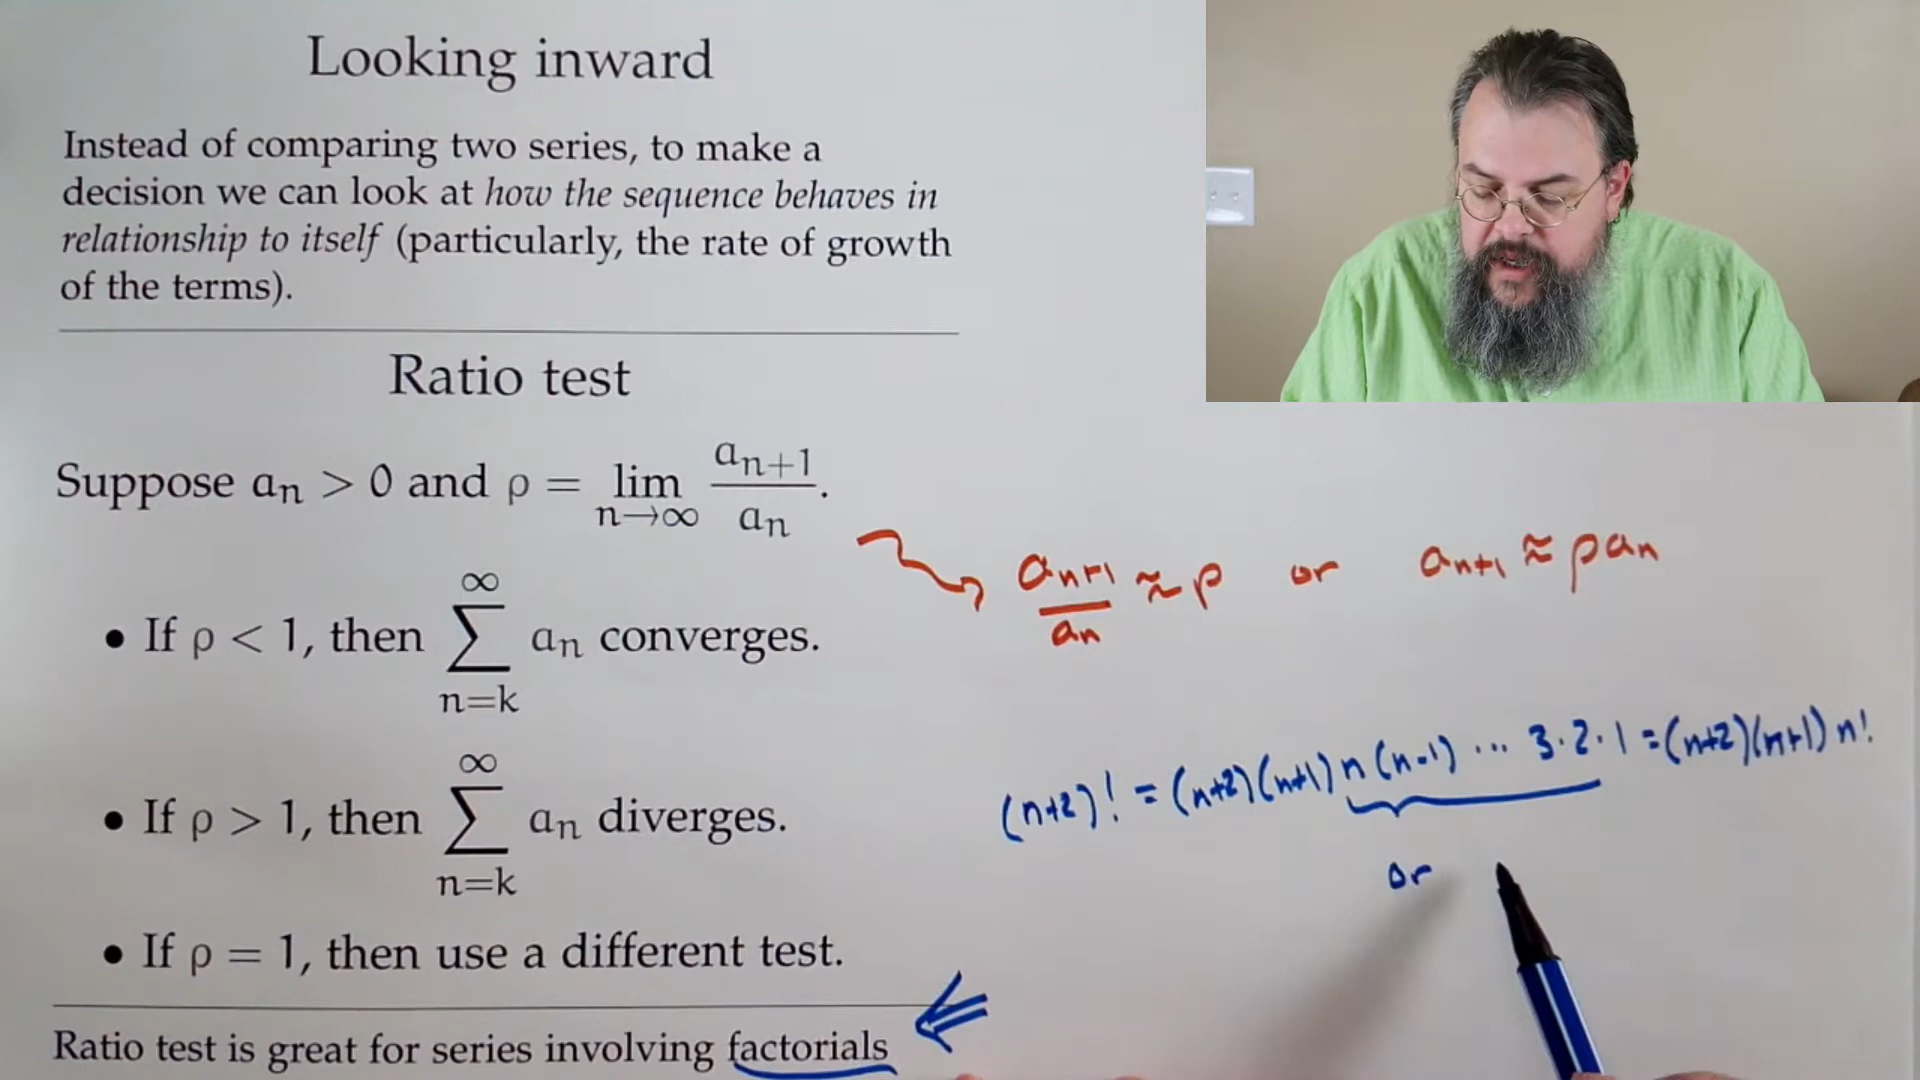 Looking inward
Instead of comparing two series, to make a
decision we can look at how the sequence behaves in
relationship to itself (particularly, the rate of growth
of the terms).
Ratio test
Suppose aₙ > 0 and ρ = lim_{n→∞} aₙ₊₁/aₙ.
• If ρ < 1, then ∑_{n=k}^{∞} aₙ converges.
• If ρ > 1, then ∑_{n=k}^{∞} aₙ diverges.
• If ρ = 1, then use a different test.
Ratio test is great for series involving factorials
aₙ₊₁/aₙ ≈ ρ or aₙ₊₁ ≈ ρaₙ
(n+2)! = (n+2)(n+1)n(n-1) ··· 3·2·1 = (n+2)(n+1)n!
or